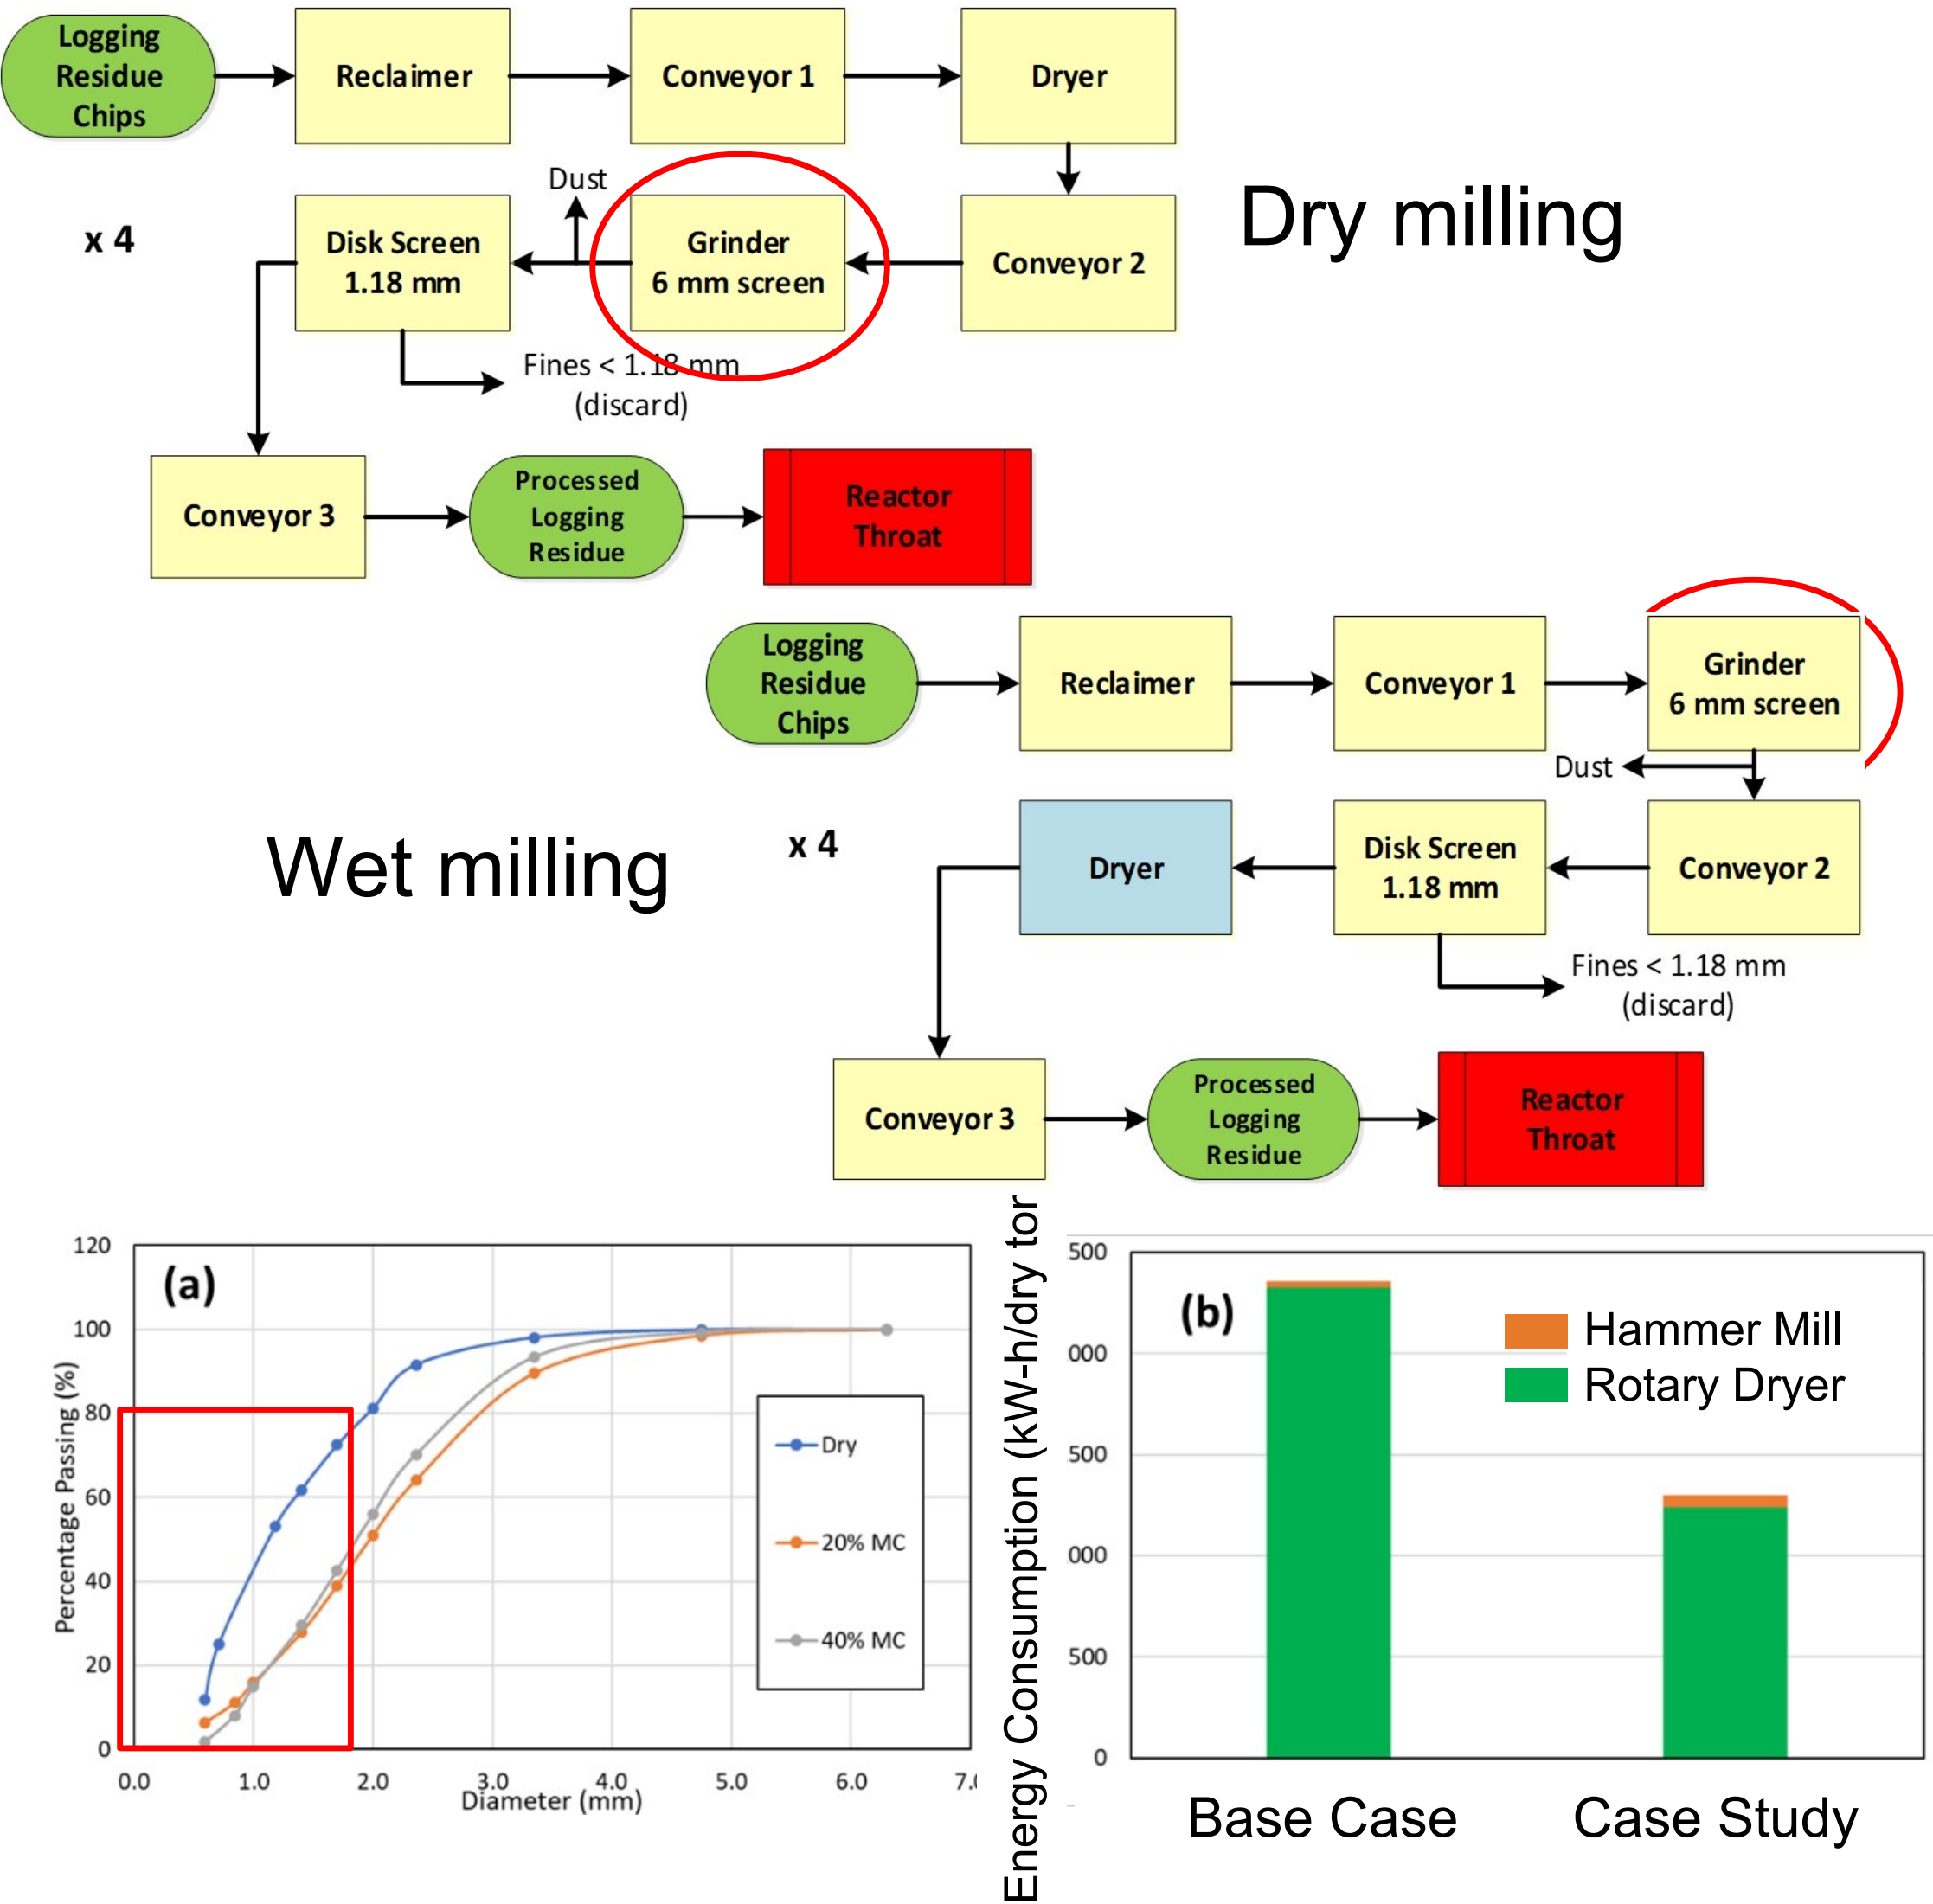 Logging
Residue
Chips
Reclaimer
Conveyor 1
Dryer
Dry milling
x 4
Disk Screen
1.18 mm
Dust
Grinder
6 mm screen
Conveyor 2
Fines < 1.18 mm
(discard)
Conveyor 3
Processed
Logging
Residue
Reactor
Throat
Logging
Residue
Chips
Reclaimer
Conveyor 1
Grinder
6 mm screen
Dust
Wet milling
x 4
Dryer
Disk Screen
1.18 mm
Conveyor 2
Fines < 1.18 mm
(discard)
Conveyor 3
Processed
Logging
Residue
Reactor
Throat
(a)
Percentage Passing (%)
120
100
80
60
40
20
0
0.0 1.0 2.0 3.0 4.0 5.0 6.0 7.
Diameter (mm)
Dry
20% MC
40% MC
(b)
Energy Consumption (kW-h/dry tor
500
000
500
000
500
0
Hammer Mill
Rotary Dryer
Base Case
Case Study